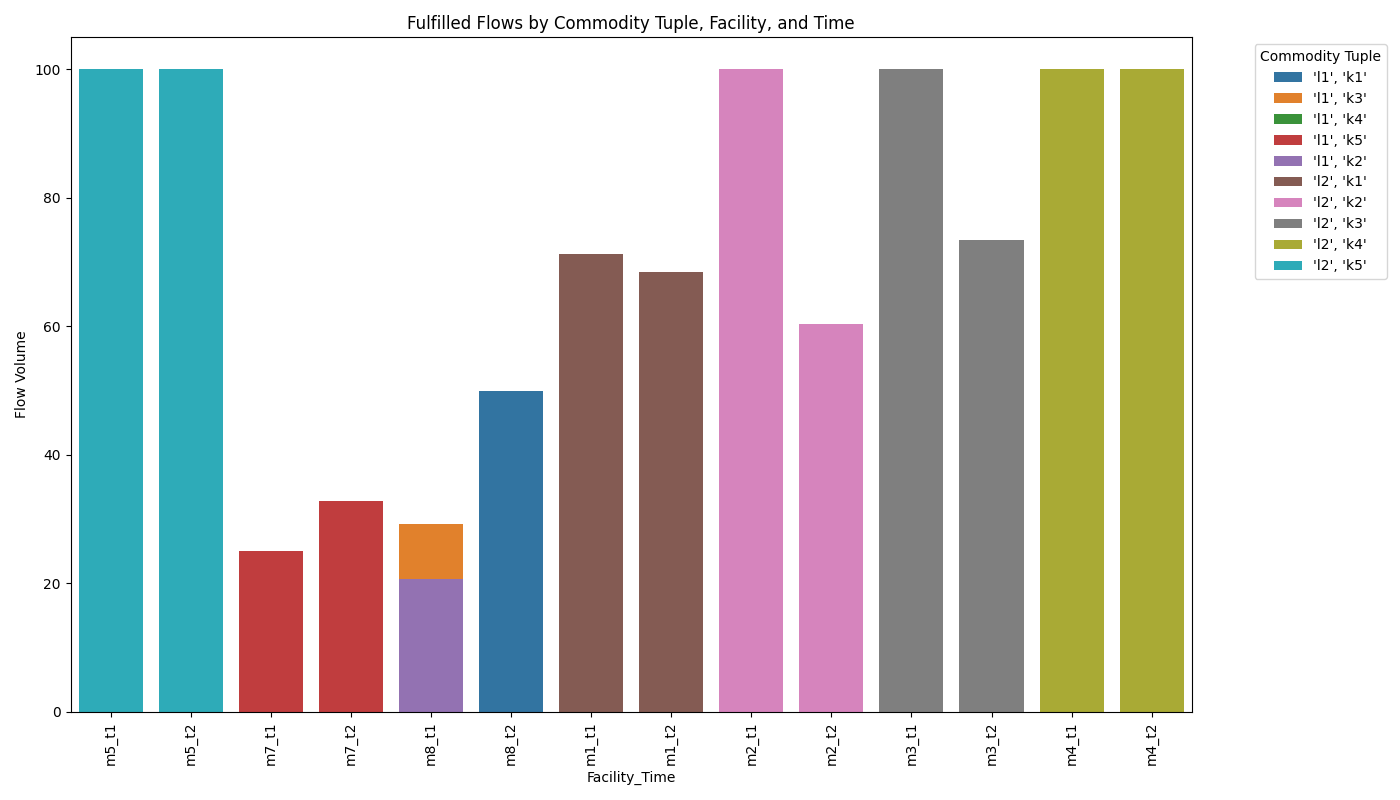 Fulfilled Flows by Commodity Tuple, Facility, and Time
Flow Volume
100
80
60
40
20
0
m5_t1
m5_t2
m7_t1
m7_t2
m8_t1
m8_t2
m1_t1
m1_t2
m2_t1
m2_t2
m3_t1
m3_t2
m4_t1
m4_t2
Facility_Time
Commodity Tuple
'l1', 'k1'
'l1', 'k3'
'l1', 'k4'
'l1', 'k5'
'l1', 'k2'
'l2', 'k1'
'l2', 'k2'
'l2', 'k3'
'l2', 'k4'
'l2', 'k5'